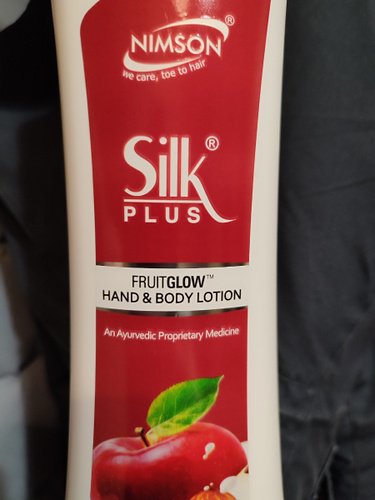 NIMSON®
we care, toe to hair
Silk®
PLUS
FRUITGLOW™
HAND & BODY LOTION
An Ayurvedic Proprietary Medicine